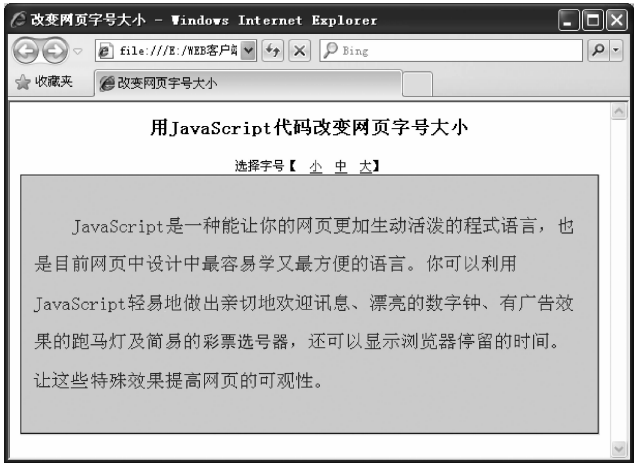 改变网页字号大小 - Windows Internet Explorer
file:///E:/WEB客户端
Bing
收藏夹
改变网页字号大小
用JavaScript代码改变网页字号大小
选择字号【 小 中 大】
JavaScript是一种能让你的网页更加生动活泼的程式语言，也
是目前网页中设计中最容易学又最方便的语言。你可以利用
JavaScript轻易地做出亲切地欢迎讯息、漂亮的数字钟、有广告效
果的跑马灯及简易的彩票选号器，还可以显示浏览器停留的时间。
让这些特殊效果提高网页的可观性。